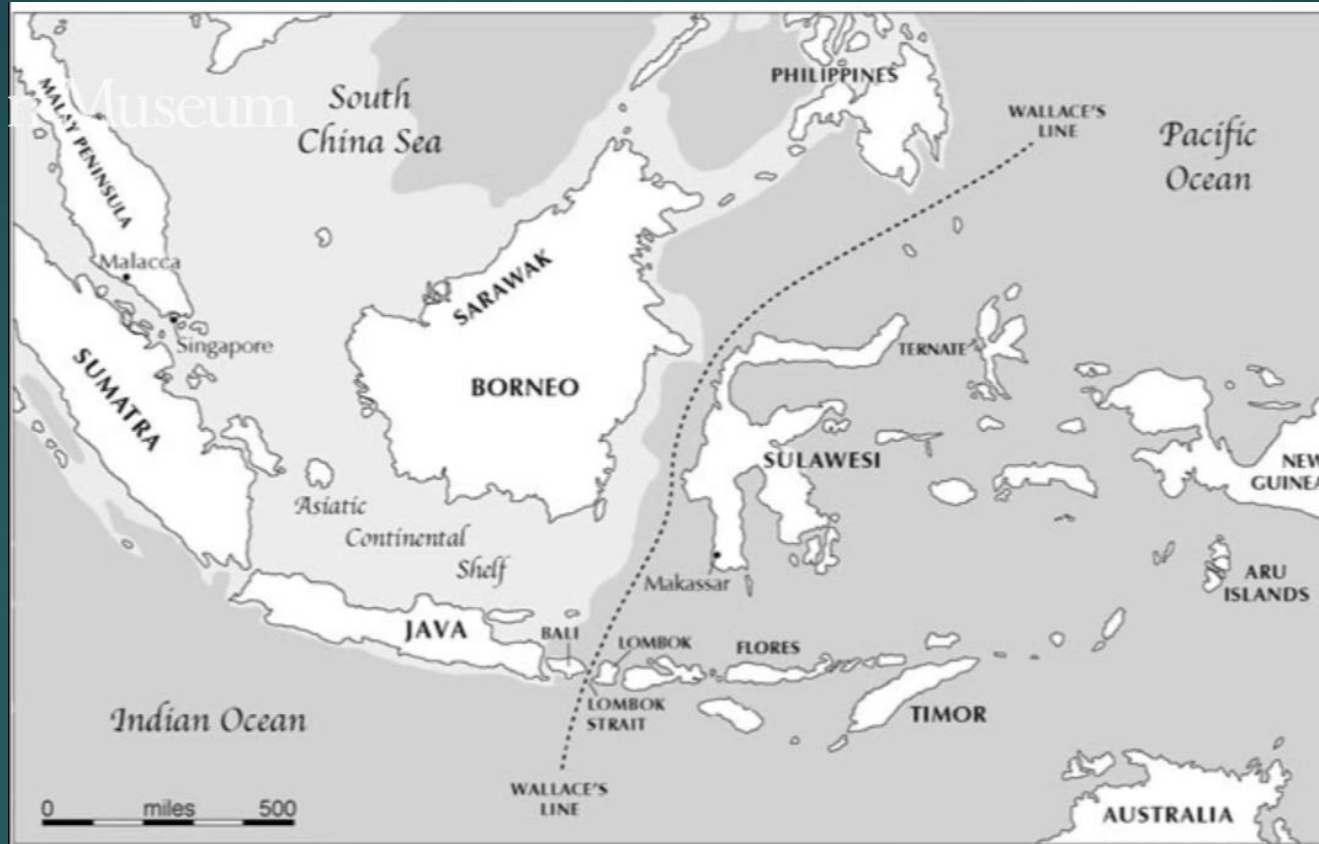 n Museum
South
China Sea
PHILIPPINES
WALLACE'S
LINE
Pacific
Ocean
MALAY PENINSULA
Malacca
Singapore
SARAWAK
SUMATRA
BORNEO
TERNATE
SULAWESI
NEW
GUINEA
Asiatic
Continental
Shelf
Makassar
ARU
ISLANDS
JAVA
BALI
LOMBOK
FLORES
LOMBOK
STRAIT
TIMOR
Indian Ocean
WALLACE'S
LINE
0 miles 500
AUSTRALIA